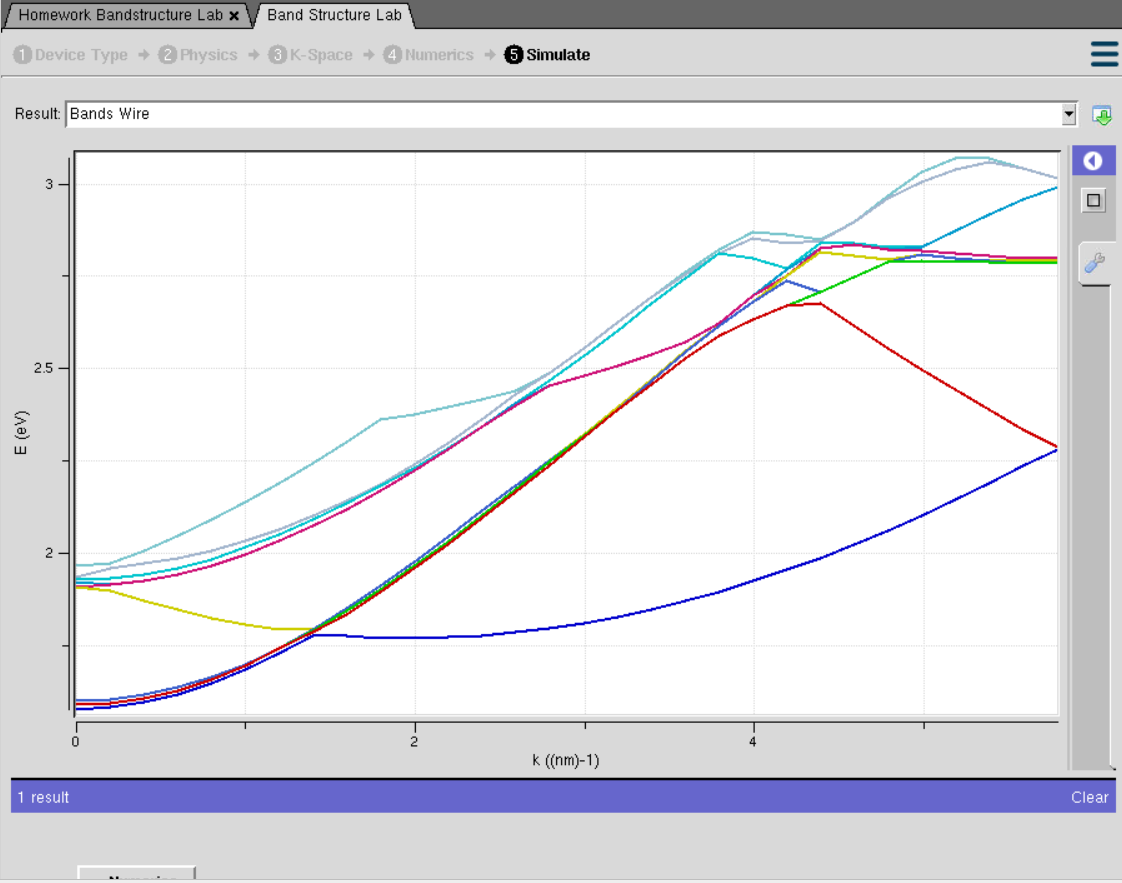 Homework Bandstructure Lab × Band Structure Lab
1 Device Type → 2 Physics → 3 K-Space → 4 Numerics → 5 Simulate
Result: Bands Wire
3
2.5
2
E (eV)
0 2 4
k ((nm)-1)
1 result Clear